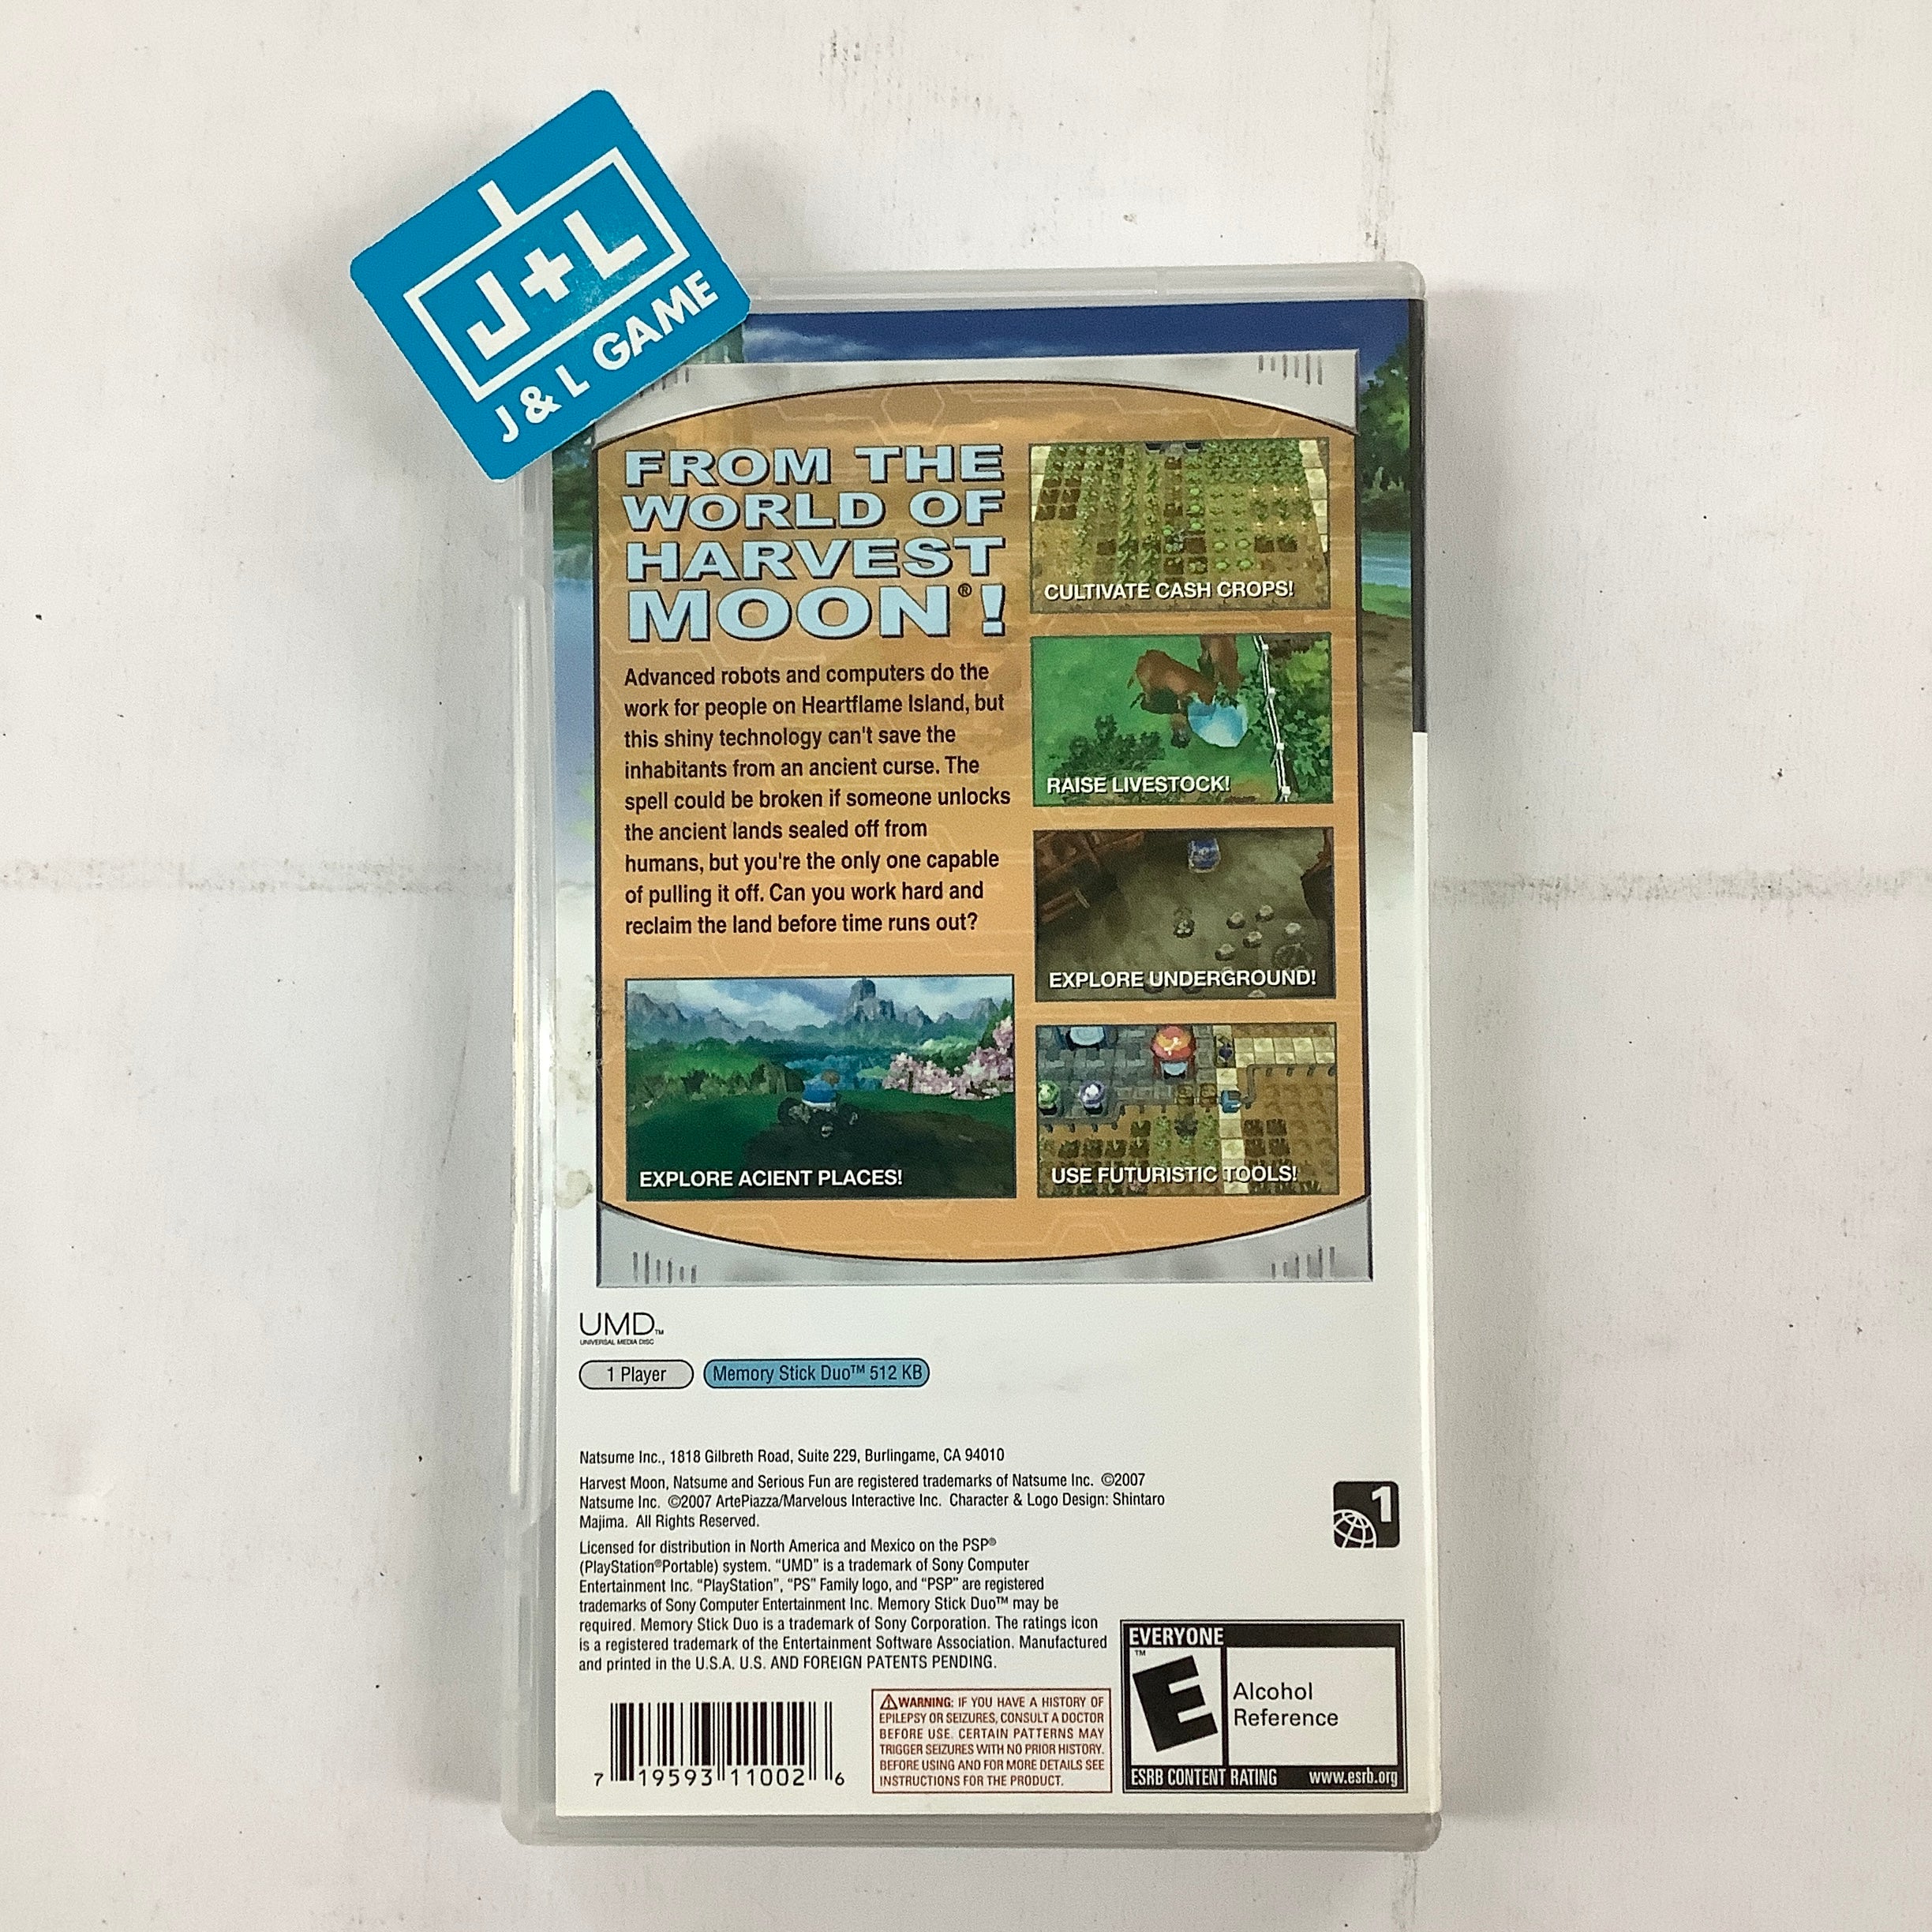 J+L
J & L GAME
FROM THE
WORLD OF
HARVEST
MOON®!
Advanced robots and computers do the
work for people on Heartflame Island, but
this shiny technology can't save the
inhabitants from an ancient curse. The
spell could be broken if someone unlocks
the ancient lands sealed off from
humans, but you're the only one capable
of pulling it off. Can you work hard and
reclaim the land before time runs out?
EXPLORE ACIENT PLACES!
CULTIVATE CASH CROPS!
RAISE LIVESTOCK!
EXPLORE UNDERGROUND!
USE FUTURISTIC TOOLS!
UMD™
UNIVERSAL MEDIA DISC
1 Player
Memory Stick Duo™ 512 KB
Natsume Inc., 1818 Gilbreth Road, Suite 229, Burlingame, CA 94010
Harvest Moon, Natsume and Serious Fun are registered trademarks of Natsume Inc. ©2007
Natsume Inc. ©2007 ArtePiazza/Marvelous Interactive Inc. Character & Logo Design: Shintaro
Majima. All Rights Reserved.
1
Licensed for distribution in North America and Mexico on the PSP®
(PlayStation®Portable) system. “UMD” is a trademark of Sony Computer
Entertainment Inc. “PlayStation”, “PS” Family logo, and “PSP” are registered
trademarks of Sony Computer Entertainment Inc. Memory Stick Duo™ may be
required. Memory Stick Duo is a trademark of Sony Corporation. The ratings icon
is a registered trademark of the Entertainment Software Association. Manufactured
and printed in the U.S.A. U.S. AND FOREIGN PATENTS PENDING.
7 19593 11002 6
WARNING: IF YOU HAVE A HISTORY OF
EPILEPSY OR SEIZURES, CONSULT A DOCTOR
BEFORE USE. CERTAIN PATTERNS MAY
TRIGGER SEIZURES WITH NO PRIOR HISTORY.
BEFORE USING AND FOR MORE DETAILS SEE
INSTRUCTIONS FOR THE PRODUCT.
EVERYONE
™
E
Alcohol
Reference
ESRB CONTENT RATING www.esrb.org